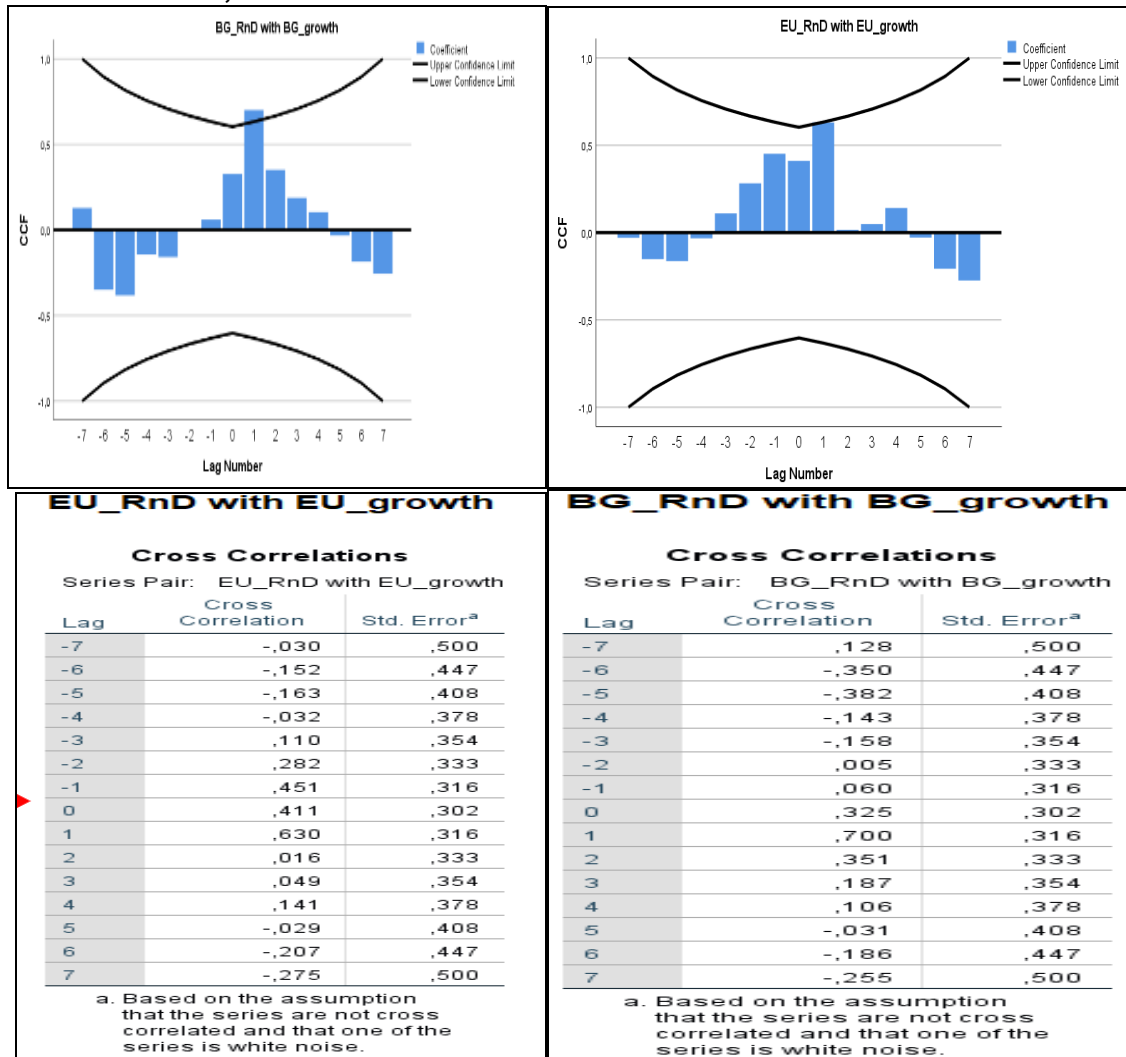 BG_RnD with BG_growth
Coefficient
Upper Confidence Limit
Lower Confidence Limit
1,0
0,5
0,0
-0,5
-1,0
CCF
-7 -6 -5 -4 -3 -2 -1 0 1 2 3 4 5 6 7
Lag Number
EU_RnD with EU_growth
Coefficient
Upper Confidence Limit
Lower Confidence Limit
1,0
0,5
0,0
-0,5
-1,0
CCF
-7 -6 -5 -4 -3 -2 -1 0 1 2 3 4 5 6 7
Lag Number
EU_RnD with EU_growth
Cross Correlations
Series Pair: EU_RnD with EU_growth
Lag Cross Correlation Std. Errorᵃ
-7 -,030 ,500
-6 -,152 ,447
-5 -,163 ,408
-4 -,032 ,378
-3 ,110 ,354
-2 ,282 ,333
-1 ,451 ,316
0 ,411 ,302
1 ,630 ,316
2 ,016 ,333
3 ,049 ,354
4 ,141 ,378
5 -,029 ,408
6 -,207 ,447
7 -,275 ,500
a. Based on the assumption
that the series are not cross
correlated and that one of the
series is white noise.
BG_RnD with BG_growth
Cross Correlations
Series Pair: BG_RnD with BG_growth
Lag Cross Correlation Std. Errorᵃ
-7 ,128 ,500
-6 -,350 ,447
-5 -,382 ,408
-4 -,143 ,378
-3 -,158 ,354
-2 ,005 ,333
-1 ,060 ,316
0 ,325 ,302
1 ,700 ,316
2 ,351 ,333
3 ,187 ,354
4 ,106 ,378
5 -,031 ,408
6 -,186 ,447
7 -,255 ,500
a. Based on the assumption
that the series are not cross
correlated and that one of the
series is white noise.